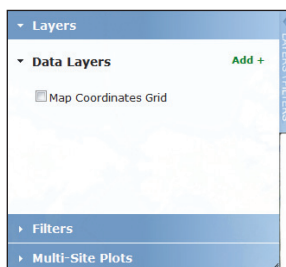 Layers
Data Layers Add +
Map Coordinates Grid
Filters
Multi-Site Plots